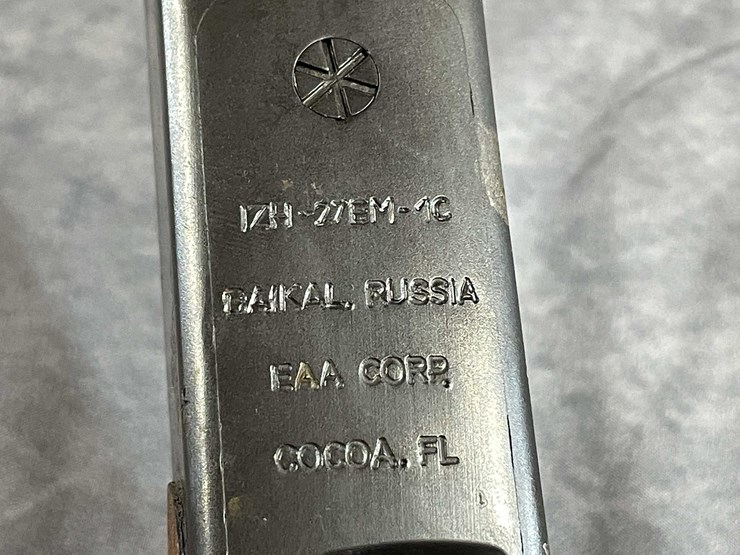 IZH-27EM-1C
BAIKAL, RUSSIA
EAA CORP.
COCOA, FL